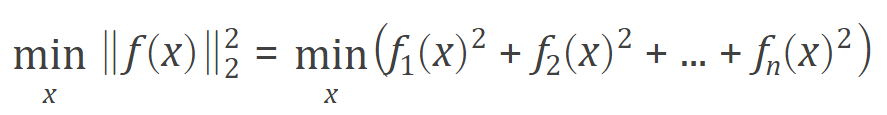 min ‖f(x)‖₂² = min(f₁(x)² + f₂(x)² + ... + fₙ(x)²)
x x